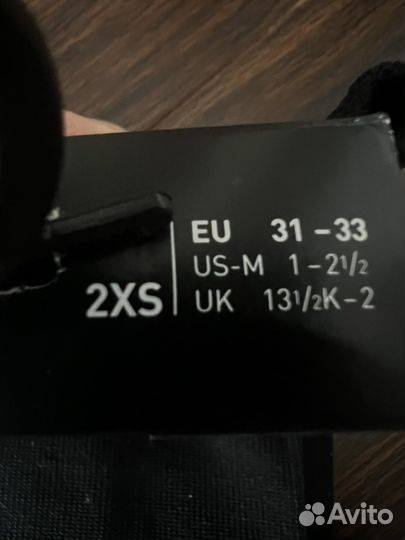 EU 31 – 33
US-M 1 – 2½
2XS UK 13½K – 2
Avito